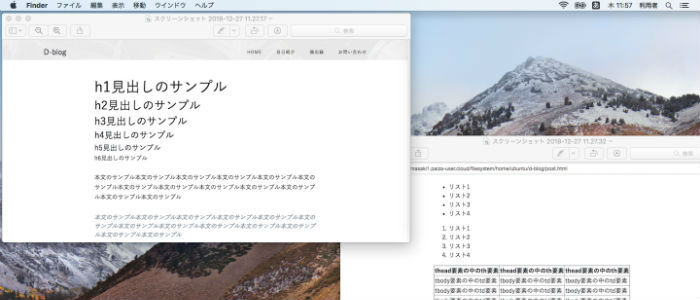 Finder ファイル 編集 表示 移動 ウインドウ ヘルプ
木 11:57 利用者
スクリーンショット 2018-12-27 11.27.17
検索
D-blog
HOME 自己紹介 掲示板 お問い合わせ
h1見出しのサンプル
h2見出しのサンプル
h3見出しのサンプル
h4見出しのサンプル
h5見出しのサンプル
h6見出しのサンプル
本文のサンプル本文のサンプル本文のサンプル本文のサンプル本文のサンプル本文
のサンプル本文のサンプル本文のサンプル本文のサンプル本文のサンプル本文のサンプ
ル本文のサンプル本文のサンプル
本文のサンプル本文のサンプル本文のサンプル本文のサンプル本文のサンプル本文
のサンプル本文のサンプル本文のサンプル本文のサンプル本文のサンプル本文のサンプ
ル本文のサンプル本文のサンプル
スクリーンショット 2018-12-27 11.27.32
検索
masaki1.paiza-user.cloud/filesystem/home/ubuntu/d-blog/post.html
• リスト1
• リスト2
• リスト3
• リスト4
1. リスト1
2. リスト2
3. リスト3
4. リスト4
thead要素の中のth要素 thead要素の中のth要素 thead要素の中のth要素
tbody要素の中のtd要素 tbody要素の中のtd要素 tbody要素の中のtd要素
tbody要素の中のtd要素 tbody要素の中のtd要素 tbody要素の中のtd要素